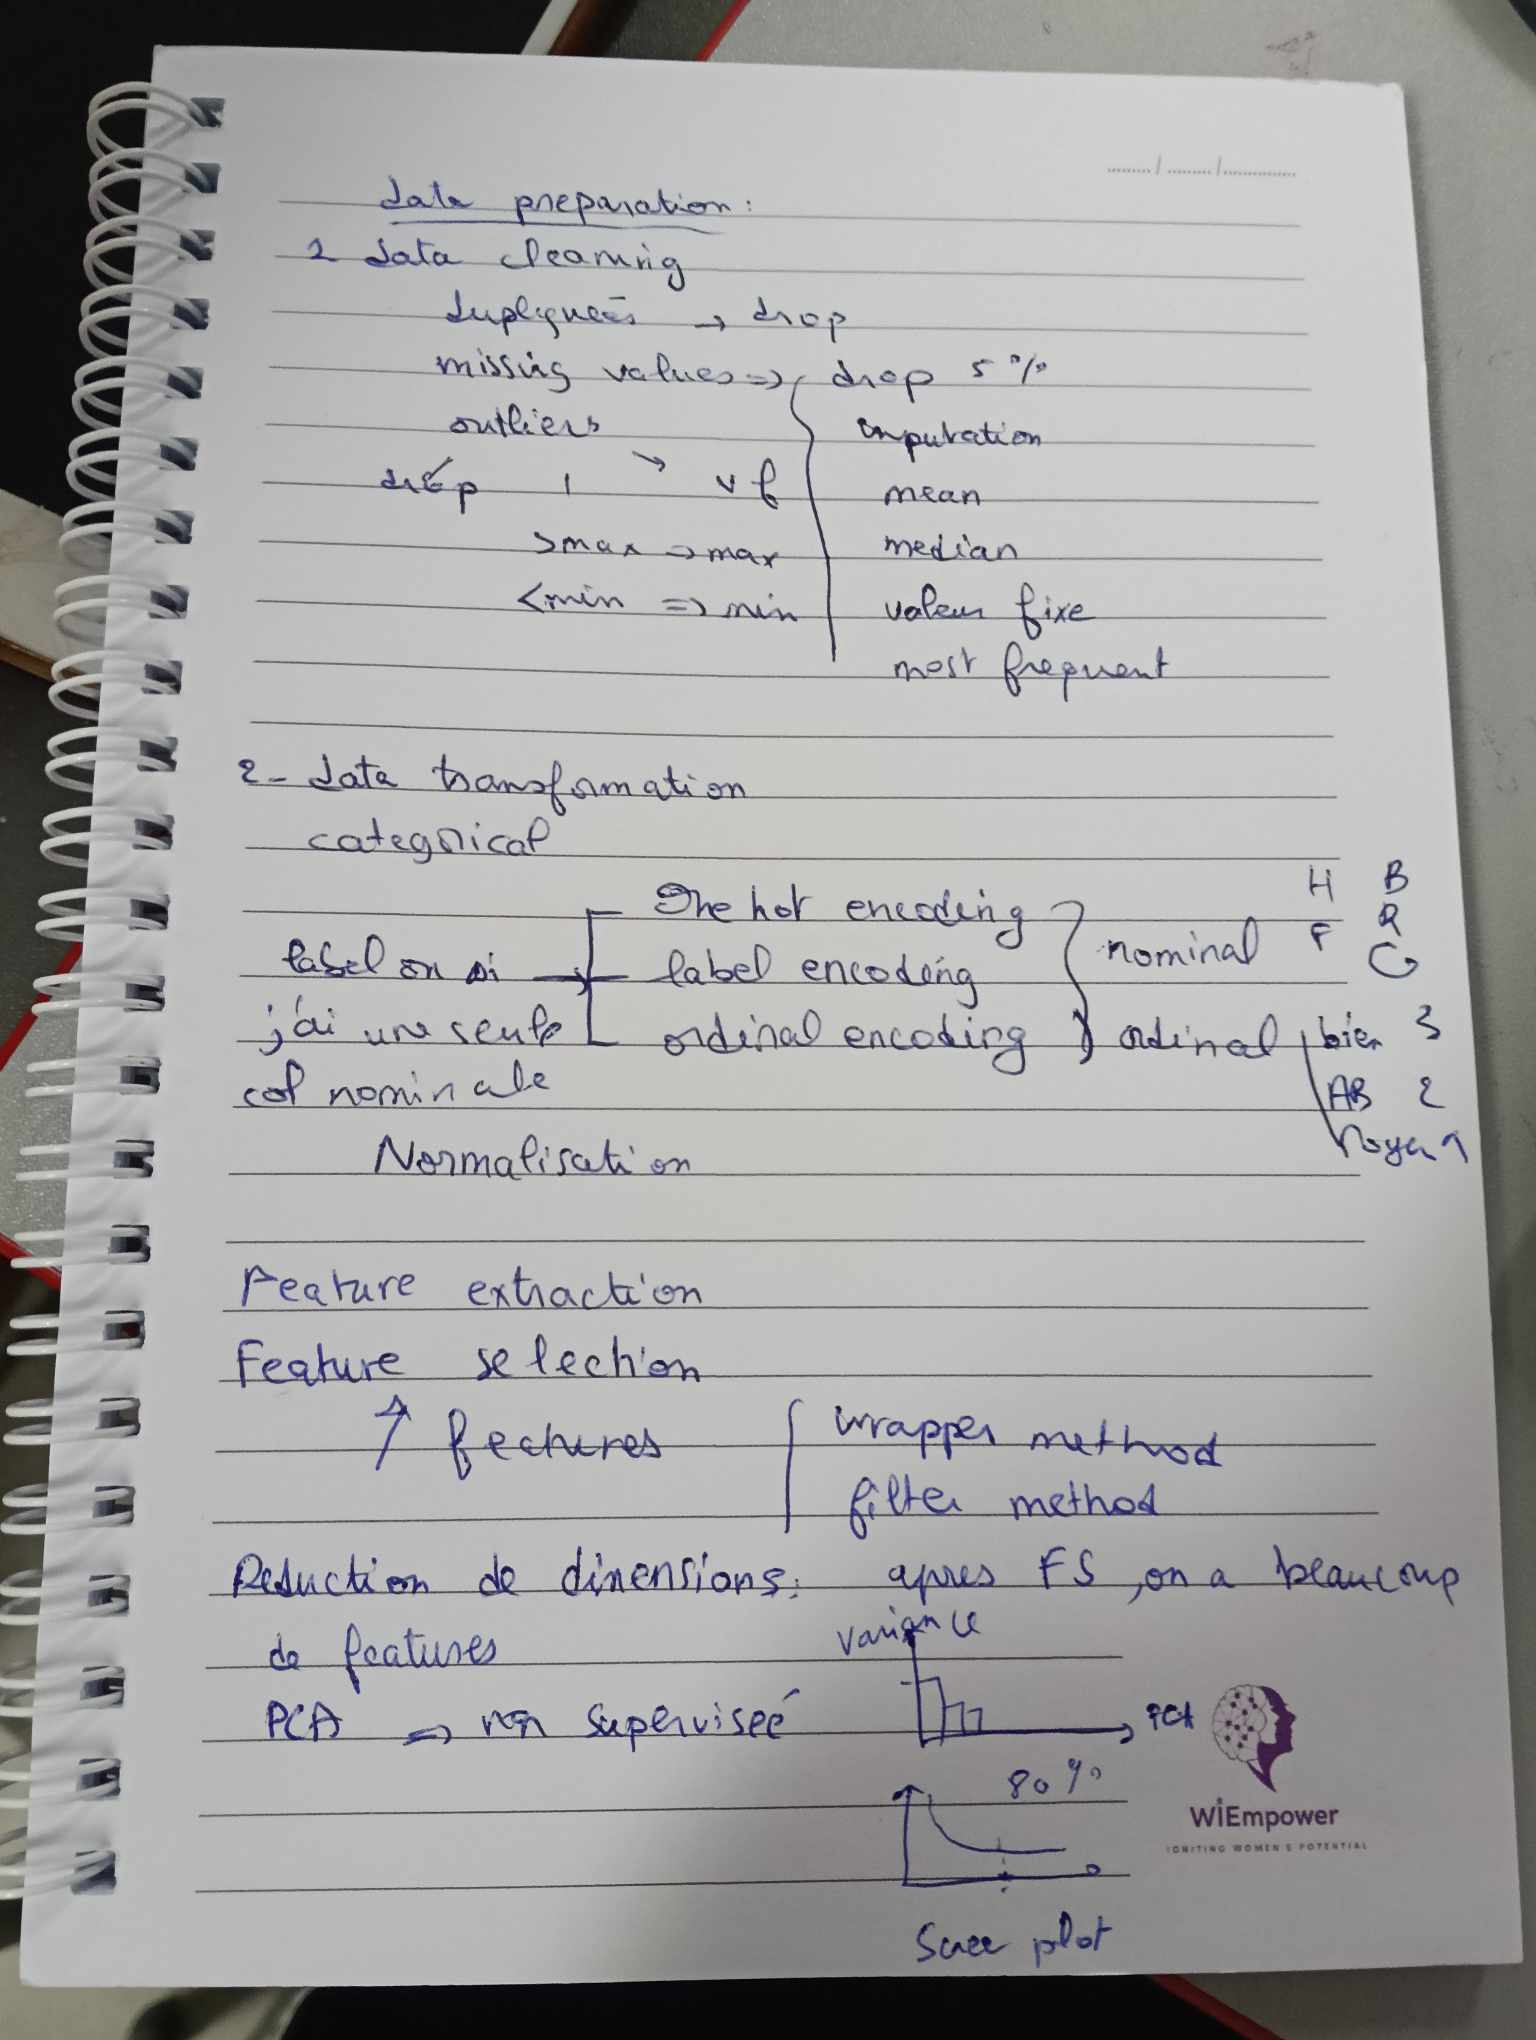 ...... / ...... / ............
data preparation :
1 data cleaning
dupliqueés → drop
missing values => drop 5 %
outliers imputation
drop ↓ ↘ vf mean
>max => max median
<min => min valeur fixe
most frequent
2- data transformation
categorical
One hot encoding H B
label on si → label encoding nominal F R G
j'ai une seule ordinal encoding } ordinal bien 3
col nominale AB 2
Normalisation Moyen 1
Feature extraction
Feature selection
↑ features wrapper method
filter method
Reduction de dimensions: apres FS, on a beaucoup
de features variance
PCA => non superviseé PCA
80 %
WiEmpower
IGNITING WOMEN'S POTENTIAL
Scree plot